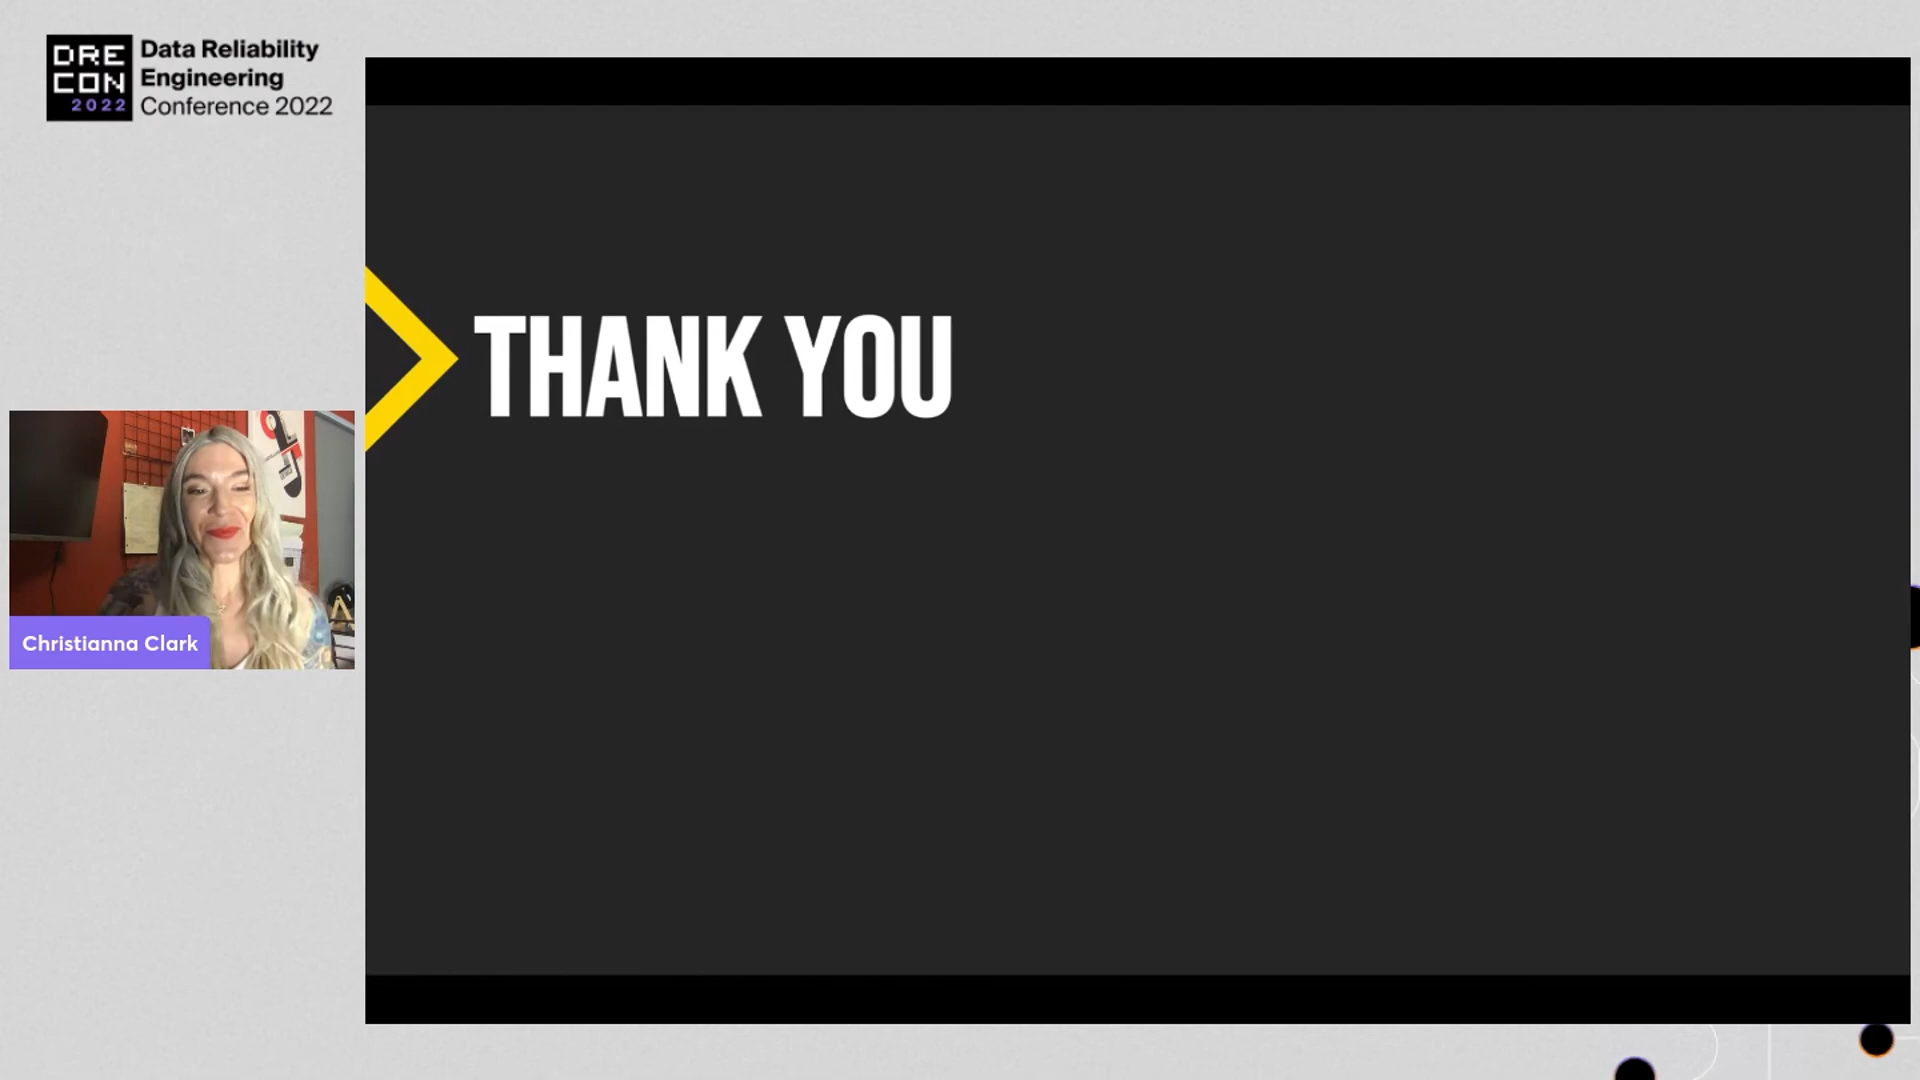 DRE
CON
2022
Data Reliability
Engineering
Conference 2022
THANK YOU
Christianna Clark